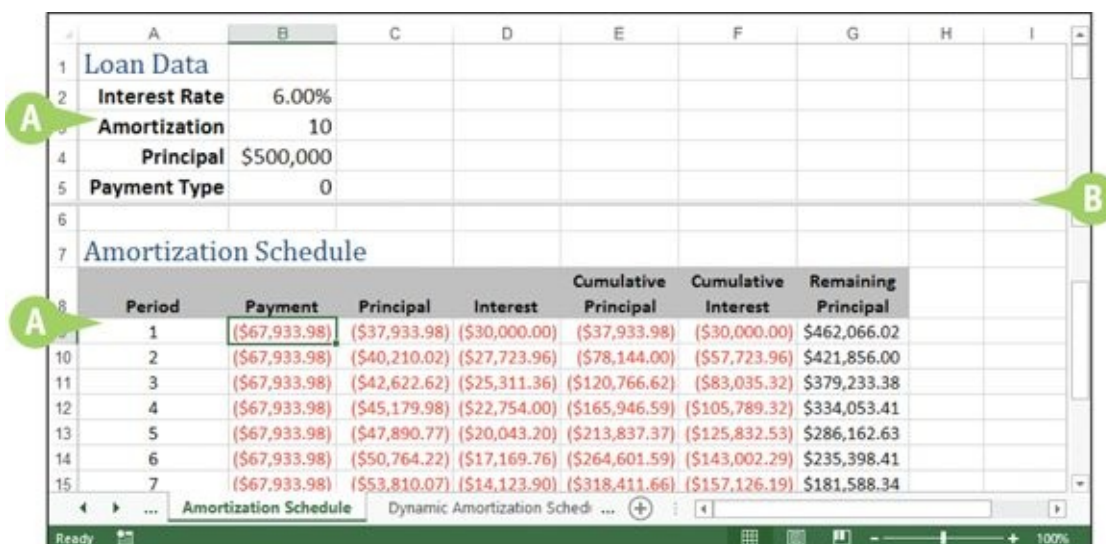 A B C D E F G H I
1 Loan Data
2 Interest Rate 6.00%
A
3 Amortization 10
4 Principal $500,000
5 Payment Type 0
B
6
7 Amortization Schedule
8 Period Payment Principal Interest Cumulative Principal Cumulative Interest Remaining Principal
A
1 ($67,933.98) ($37,933.98) ($30,000.00) ($37,933.98) ($30,000.00) $462,066.02
10 2 ($67,933.98) ($40,210.02) ($27,723.96) ($78,144.00) ($57,723.96) $421,856.00
11 3 ($67,933.98) ($42,622.62) ($25,311.36) ($120,766.62) ($83,035.32) $379,233.38
12 4 ($67,933.98) ($45,179.98) ($22,754.00) ($165,946.59) ($105,789.32) $334,053.41
13 5 ($67,933.98) ($47,890.77) ($20,043.20) ($213,837.37) ($125,832.53) $286,162.63
14 6 ($67,933.98) ($50,764.22) ($17,169.76) ($264,601.59) ($143,002.29) $235,398.41
15 7 ($67,933.98) ($53,810.07) ($14,123.90) ($318,411.66) ($157,126.19) $181,588.34
... Amortization Schedule Dynamic Amortization Sched ...
Ready 100%